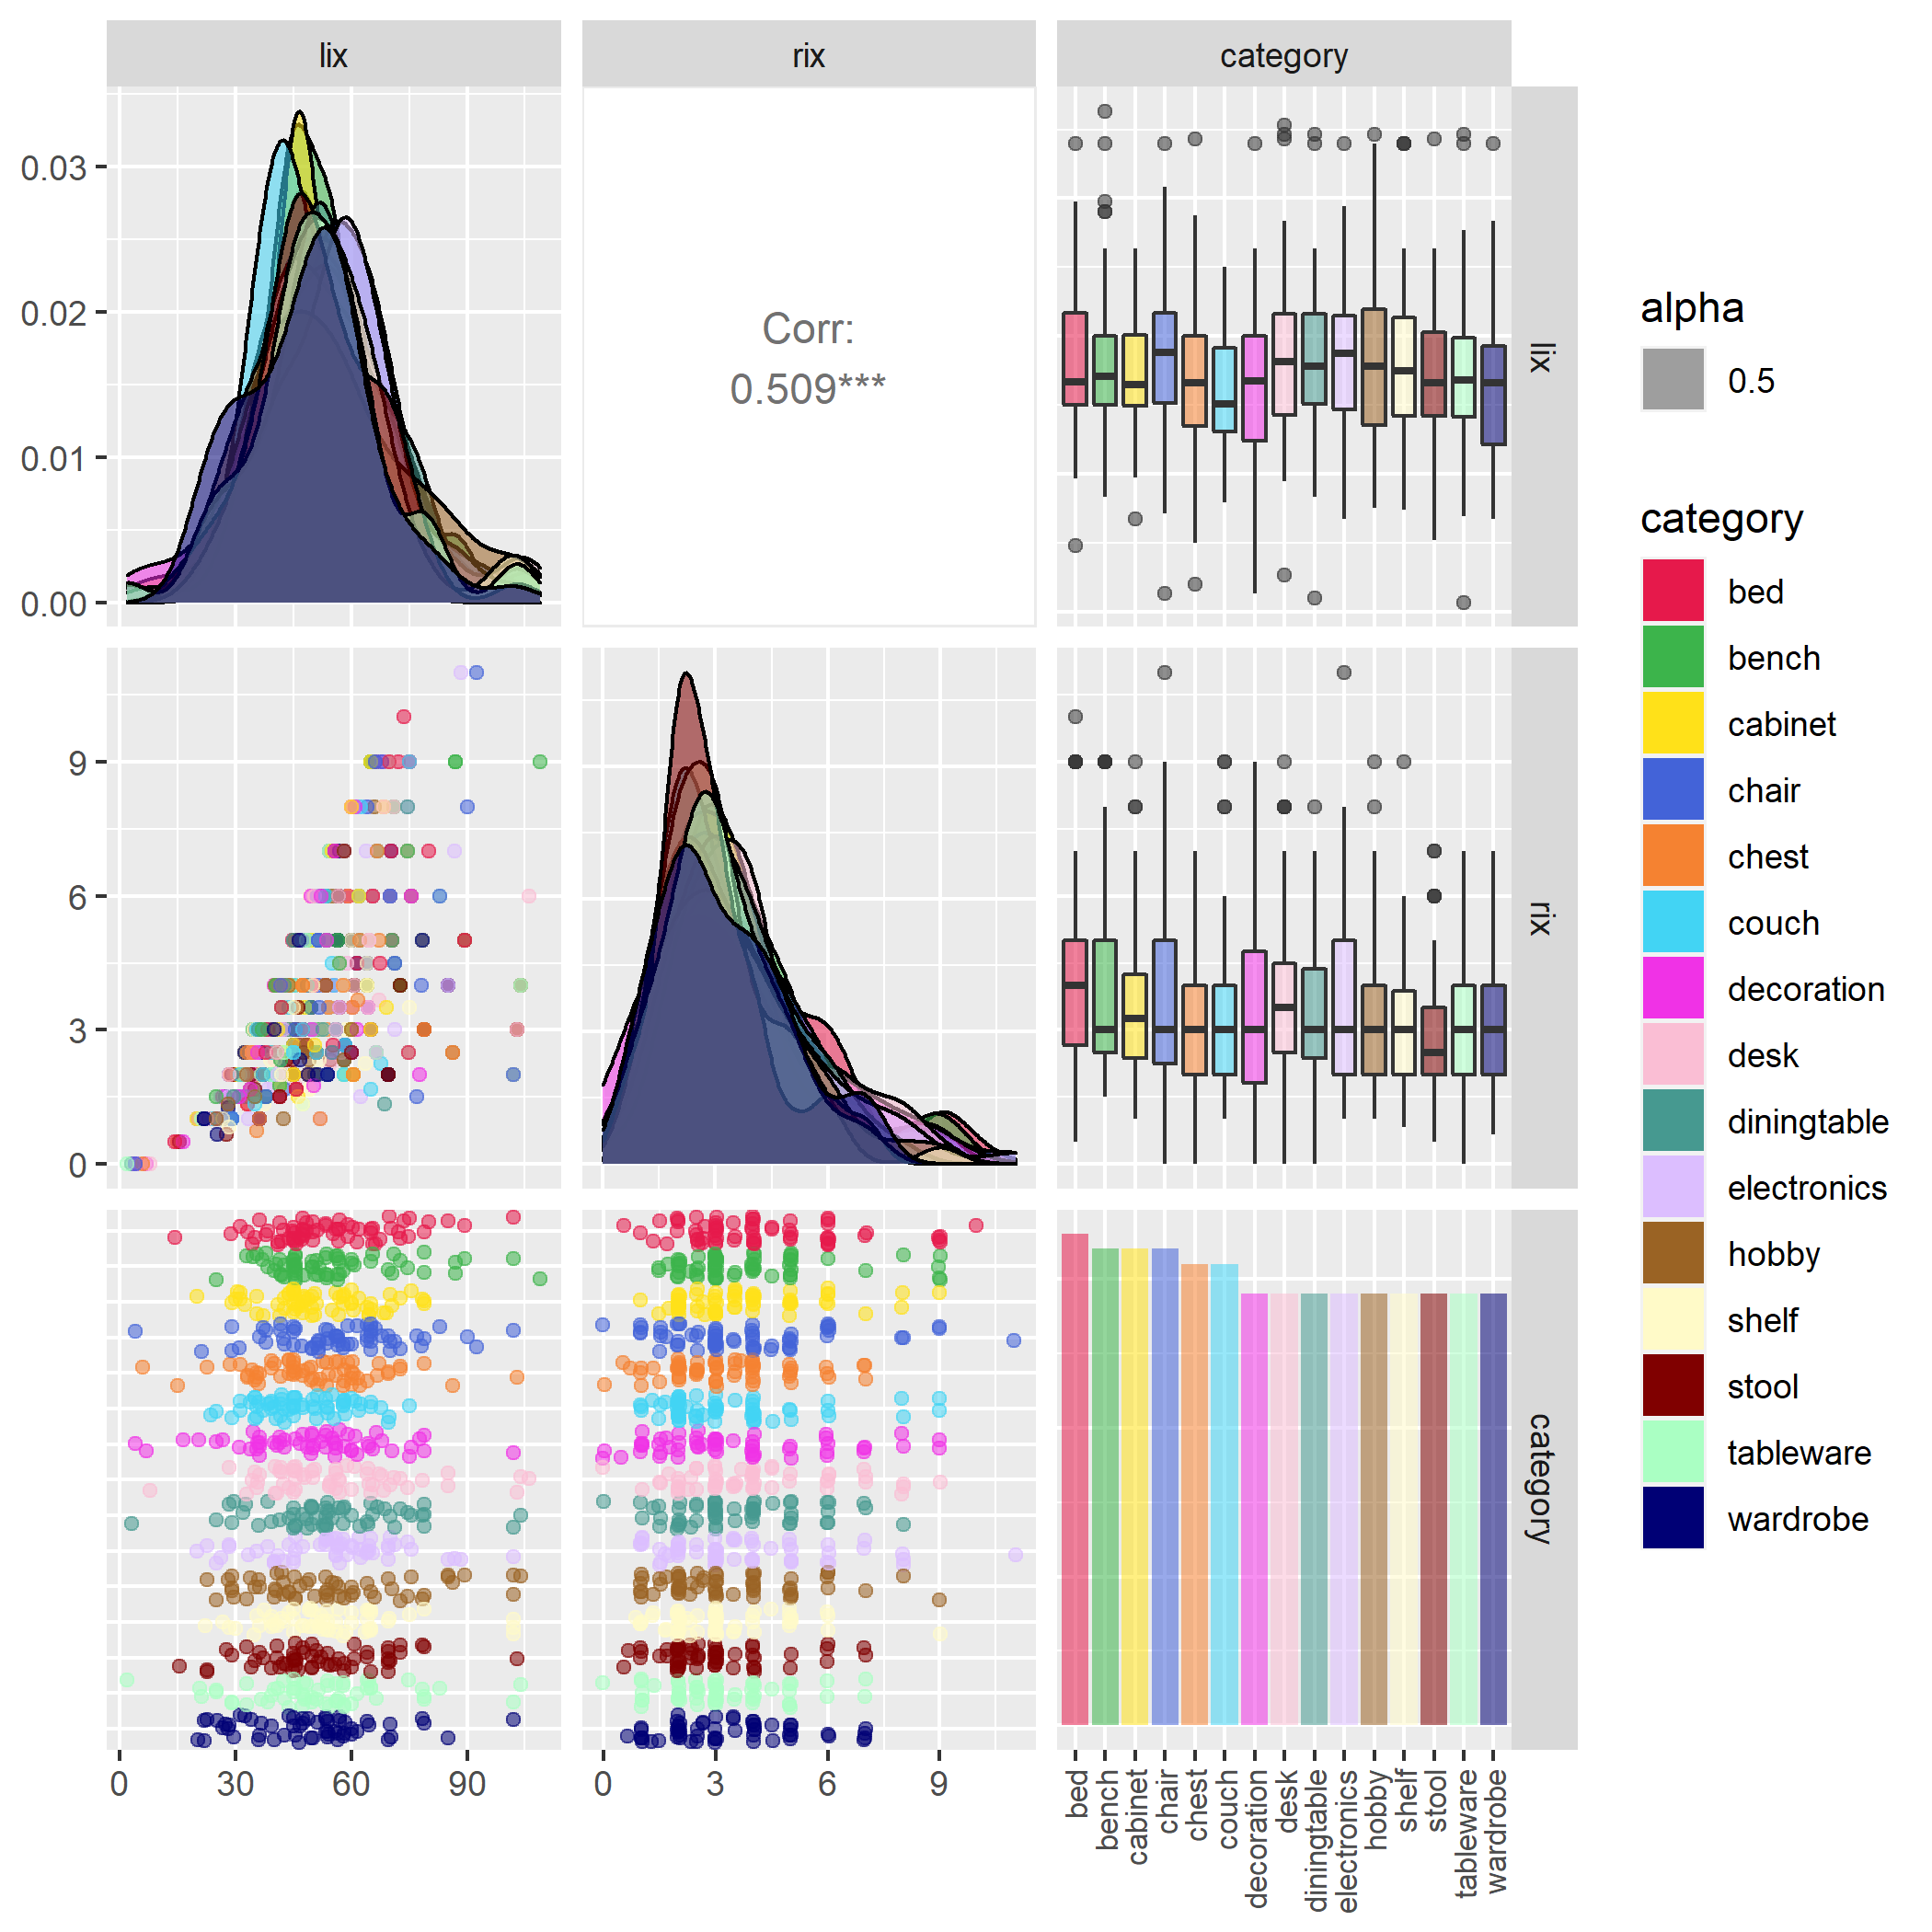 lix
rix
category
0.03
0.02
0.01
0.00
Corr:
0.509***
lix
9
6
3
0
rix
category
0
30
60
90
0
3
6
9
bed
bench
cabinet
chair
chest
couch
decoration
desk
diningtable
electronics
hobby
shelf
stool
tableware
wardrobe
alpha
0.5
category
bed
bench
cabinet
chair
chest
couch
decoration
desk
diningtable
electronics
hobby
shelf
stool
tableware
wardrobe